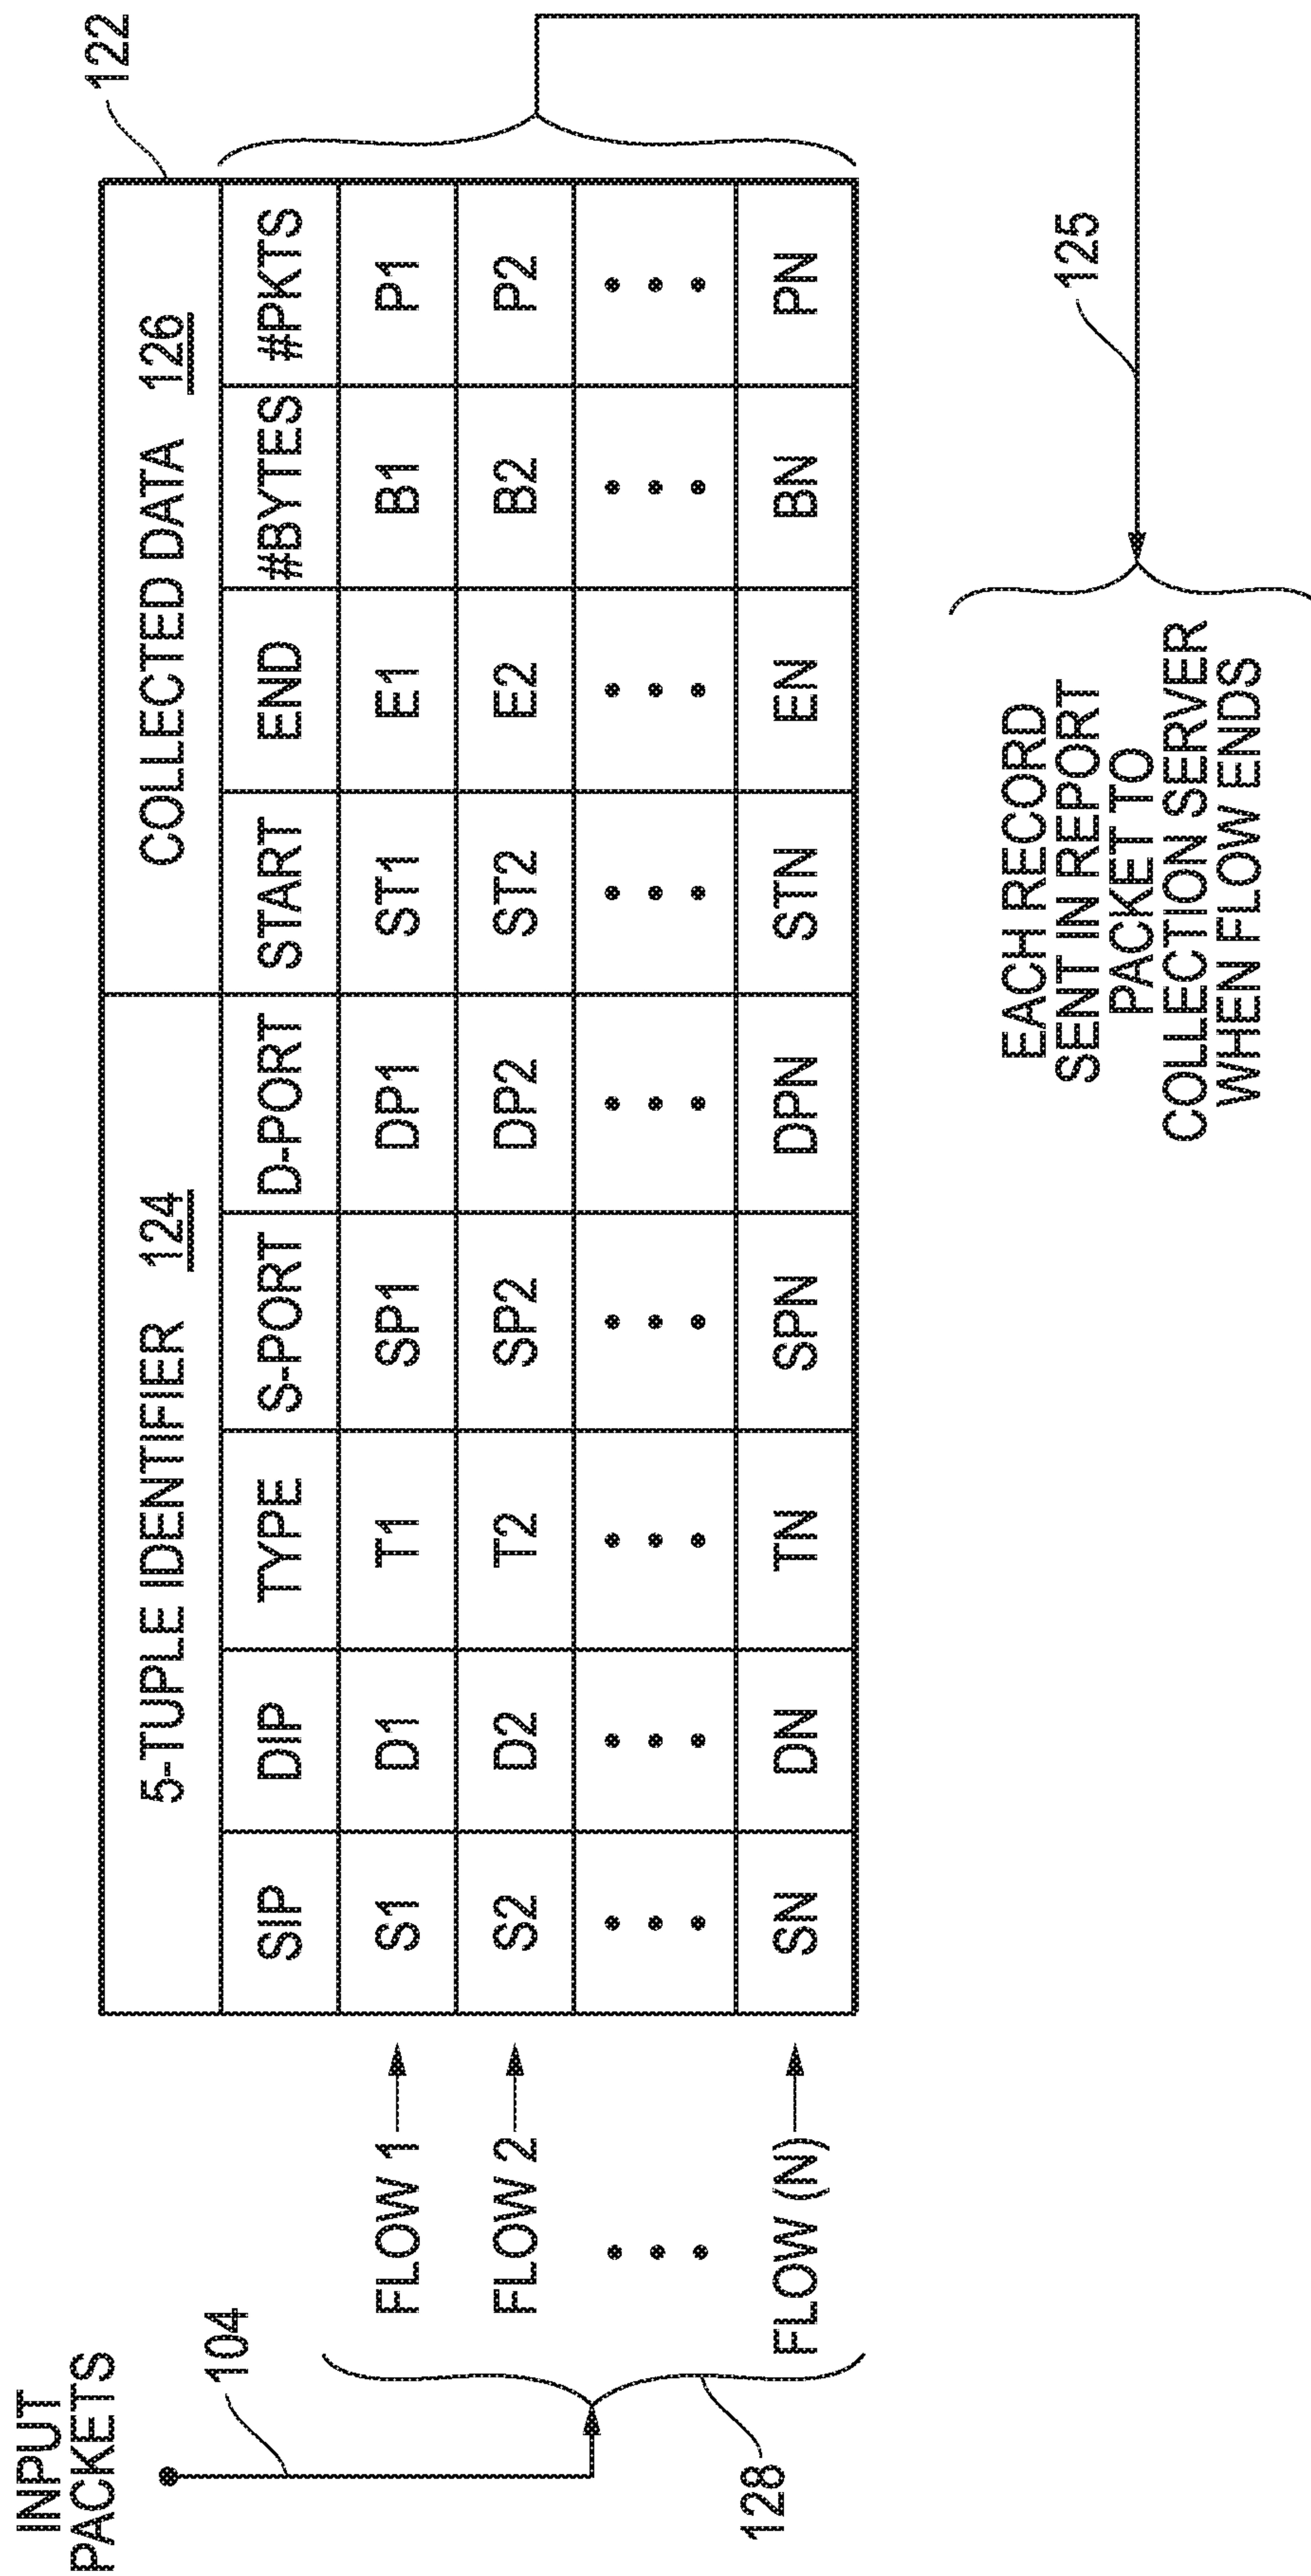 INPUT
PACKETS
104
128
FLOW 1
FLOW 2
FLOW (N)
122
5-TUPLE IDENTIFIER 124 COLLECTED DATA 126
SIP DIP TYPE S-PORT D-PORT START END #BYTES #PKTS
S1 D1 T1 SP1 DP1 ST1 E1 B1 P1
S2 D2 T2 SP2 DP2 ST2 E2 B2 P2
SN DN TN SPN DPN STN EN BN PN
125
EACH RECORD
SENT IN REPORT
PACKET TO
COLLECTION SERVER
WHEN FLOW ENDS